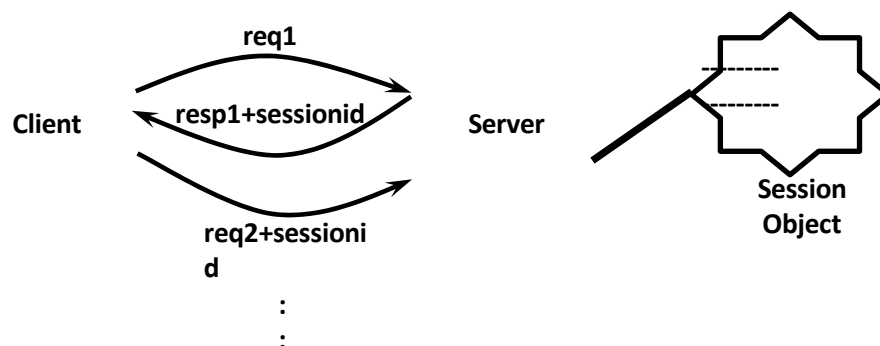 req1
resp1+sessionid
Client
Server
req2+sessioni
d
:
:
Session
Object